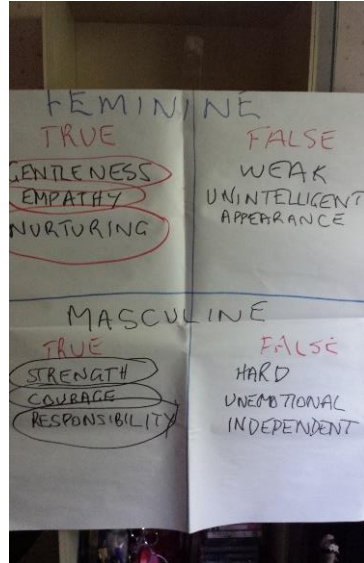 FEMININE
TRUE FALSE
GENTLENESS WEAK
EMPATHY UNINTELLIGENT
NURTURING APPEARANCE
MASCULINE
TRUE FALSE
STRENGTH HARD
COURAGE UNEMOTIONAL
RESPONSIBILITY INDEPENDENT